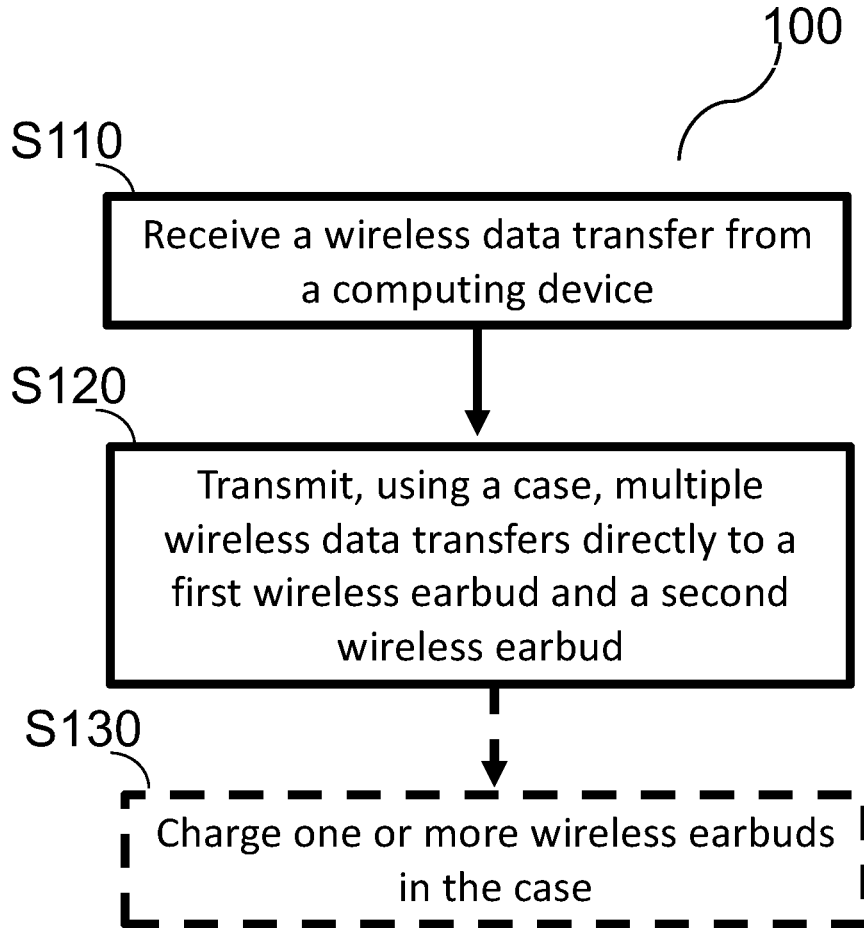 100
S110
Receive a wireless data transfer from
a computing device
S120
Transmit, using a case, multiple
wireless data transfers directly to a
first wireless earbud and a second
wireless earbud
S130
Charge one or more wireless earbuds
in the case